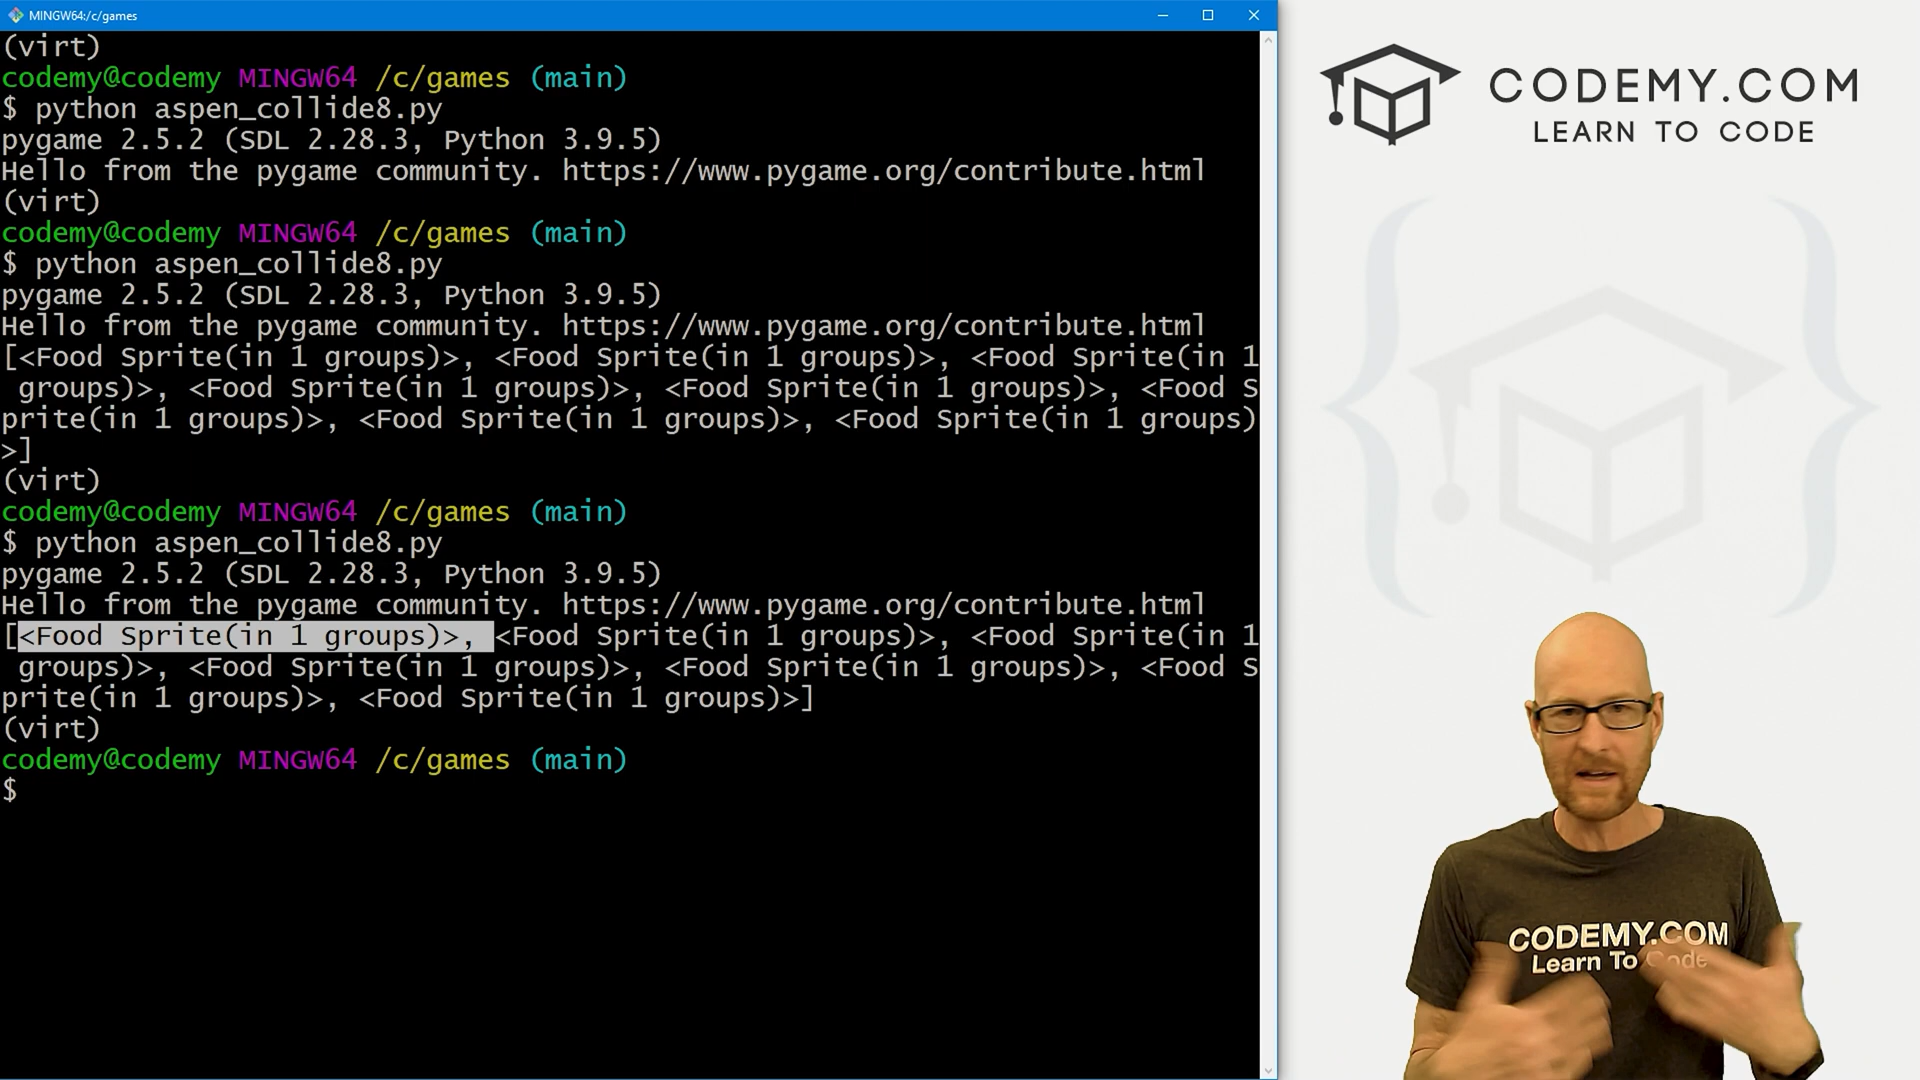 MINGW64:/c/games
(virt)
codemy@codemy MINGW64 /c/games (main)
$ python aspen_collide8.py
pygame 2.5.2 (SDL 2.28.3, Python 3.9.5)
Hello from the pygame community. https://www.pygame.org/contribute.html
(virt)
codemy@codemy MINGW64 /c/games (main)
$ python aspen_collide8.py
pygame 2.5.2 (SDL 2.28.3, Python 3.9.5)
Hello from the pygame community. https://www.pygame.org/contribute.html
[<Food Sprite(in 1 groups)>, <Food Sprite(in 1 groups)>, <Food Sprite(in 1
 groups)>, <Food Sprite(in 1 groups)>, <Food Sprite(in 1 groups)>, <Food S
prite(in 1 groups)>, <Food Sprite(in 1 groups)>, <Food Sprite(in 1 groups)
>]
(virt)
codemy@codemy MINGW64 /c/games (main)
$ python aspen_collide8.py
pygame 2.5.2 (SDL 2.28.3, Python 3.9.5)
Hello from the pygame community. https://www.pygame.org/contribute.html
[<Food Sprite(in 1 groups)>, <Food Sprite(in 1 groups)>, <Food Sprite(in 1
 groups)>, <Food Sprite(in 1 groups)>, <Food Sprite(in 1 groups)>, <Food S
prite(in 1 groups)>, <Food Sprite(in 1 groups)>]
(virt)
codemy@codemy MINGW64 /c/games (main)
$
CODEMY.COM
LEARN TO CODE
CODEMY.COM
Learn To Code